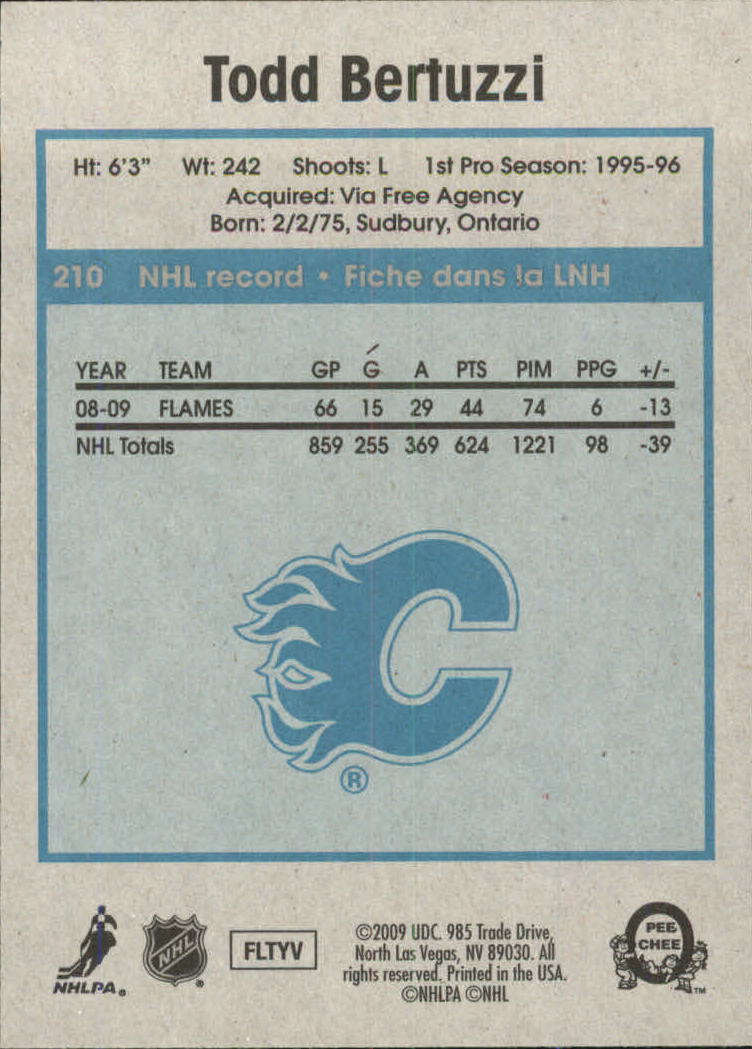 Todd Bertuzzi
Ht: 6'3" Wt: 242 Shoots: L 1st Pro Season: 1995-96
Acquired: Via Free Agency
Born: 2/2/75, Sudbury, Ontario
210 NHL record • Fiche dans la LNH
YEAR TEAM GP G A PTS PIM PPG +/-
08-09 FLAMES 66 15 29 44 74 6 -13
NHL Totals 859 255 369 624 1221 98 -39
C
®
NHLPA®
NHL®
FLTYV
©2009 UDC. 985 Trade Drive,
North Las Vegas, NV 89030. All
rights reserved. Printed in the USA.
©NHLPA ©NHL
O
PEE
CHEE
TM